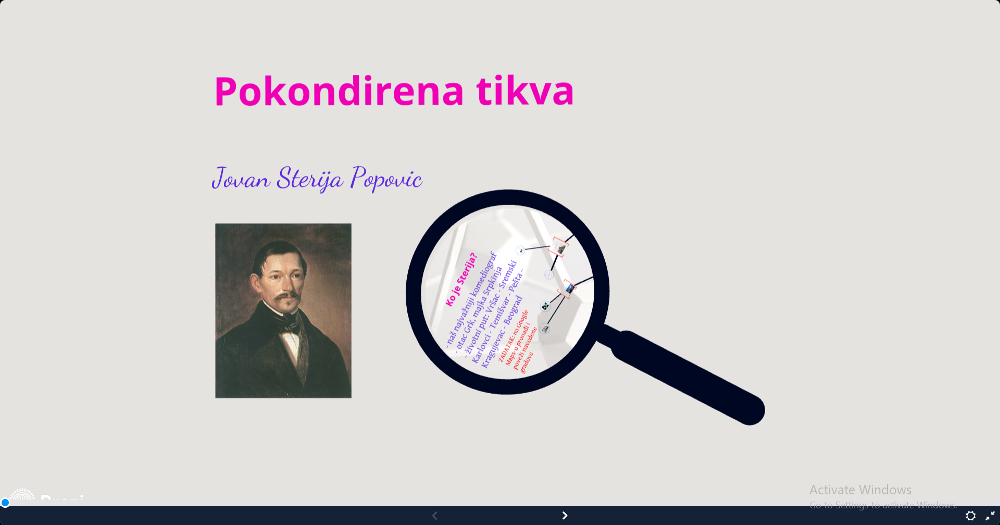 Pokondirena tikva
Jovan Sterija Popovic
Ko je Sterija?
- naš najvažniji komediograf
- otac Grk, majka Srpkinja
- životni put: Vršac - Sremski
Karlovci - Temišvar - Pešta -
Kragujevac - Beograd
ZADATAK: na Google
Maps-u pronađi i
poveži navedene
gradove
Prezi
Activate Windows
Go to Settings to activate Windows.